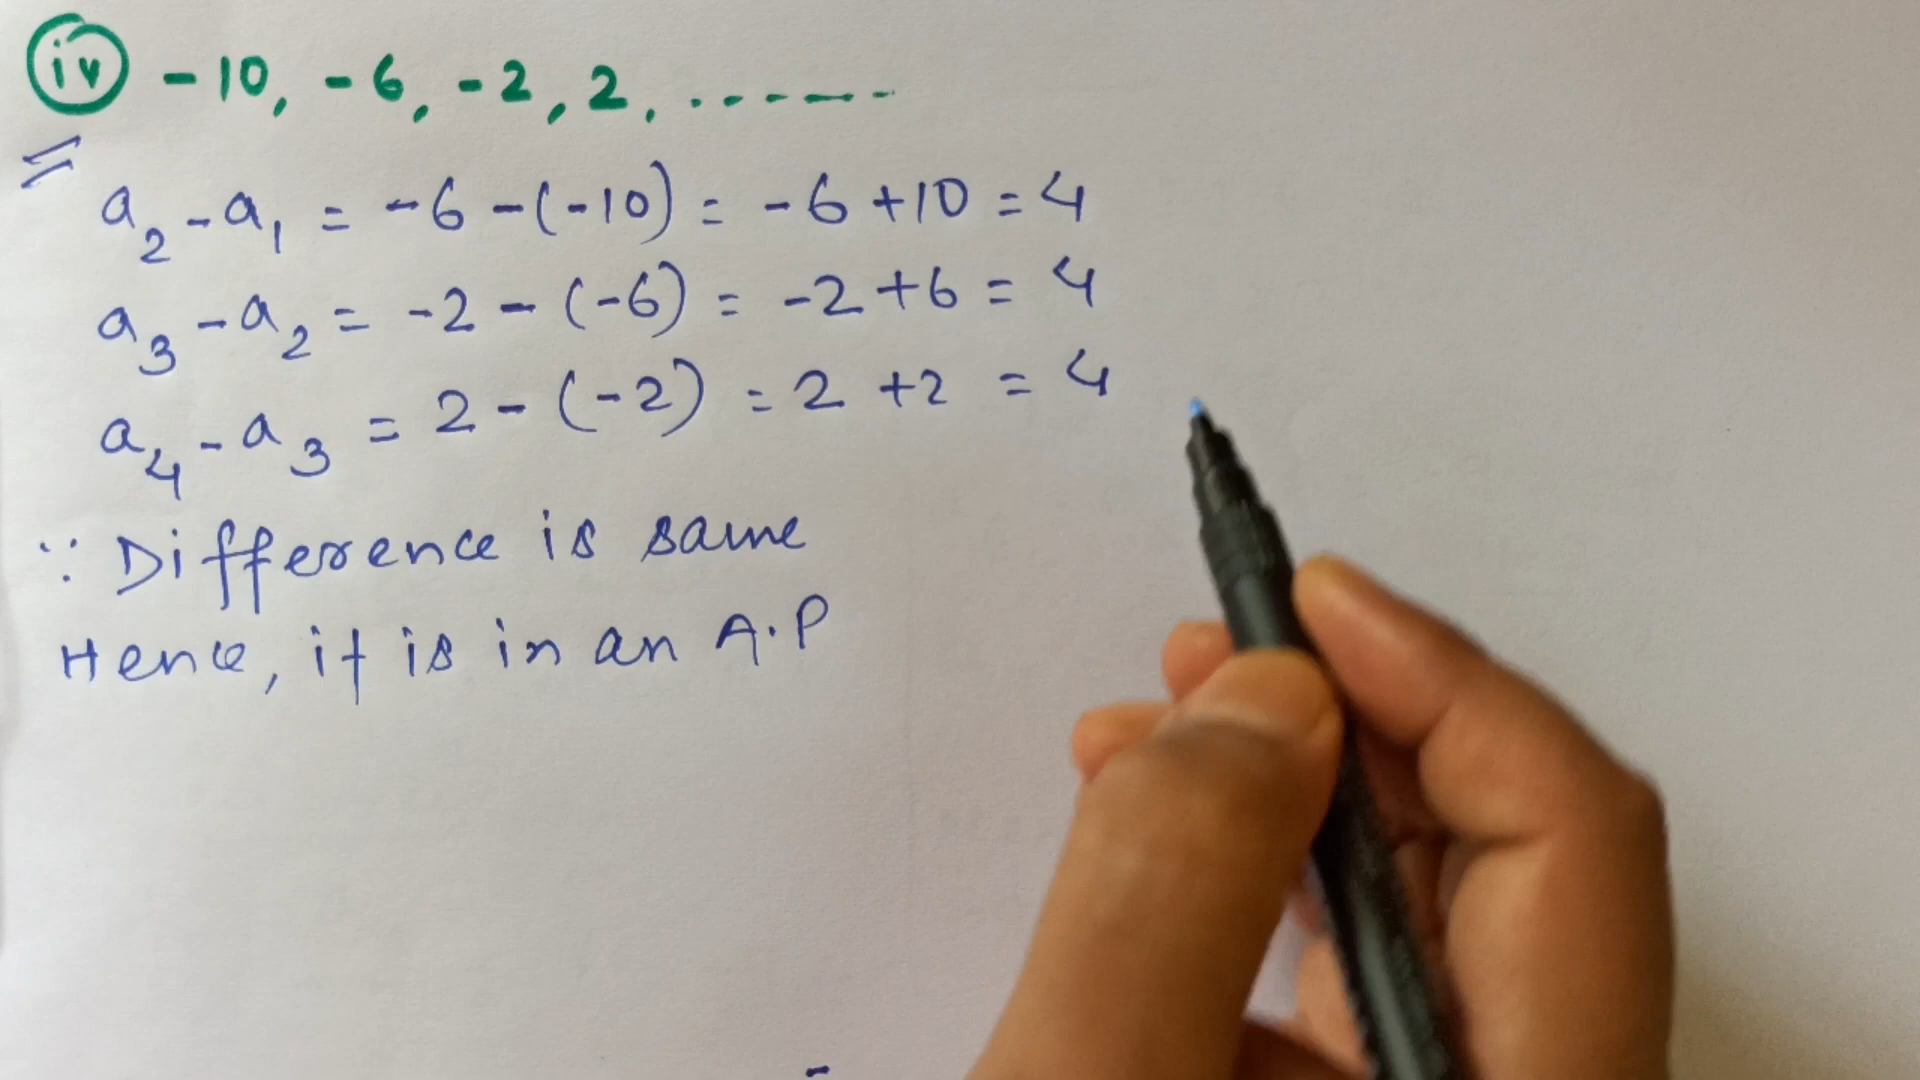 iv -10, -6, -2, 2, .......
a₂ - a₁ = -6 - (-10) = -6 + 10 = 4
a₃ - a₂ = -2 - (-6) = -2 + 6 = 4
a₄ - a₃ = 2 - (-2) = 2 + 2 = 4
∵ Difference is same
Hence, it is in an A.P